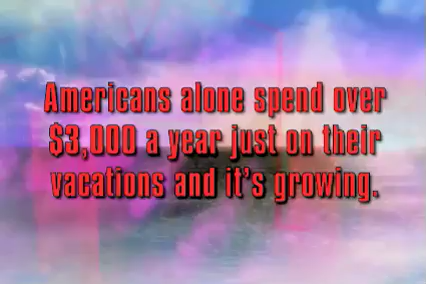 Americans alone spend over
$3,000 a year just on their
vacations and it's growing.